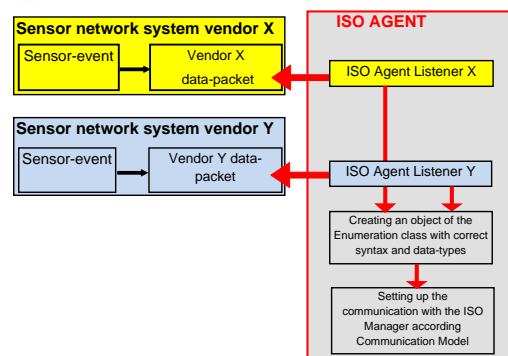 Sensor network system vendor X
Sensor-event
Vendor X
data-packet
Sensor network system vendor Y
Sensor-event
Vendor Y data-
packet
ISO AGENT
ISO Agent Listener X
ISO Agent Listener Y
Creating an object of the
Enumeration class with correct
syntax and data-types
Setting up the
communication with the ISO
Manager according
Communication Model